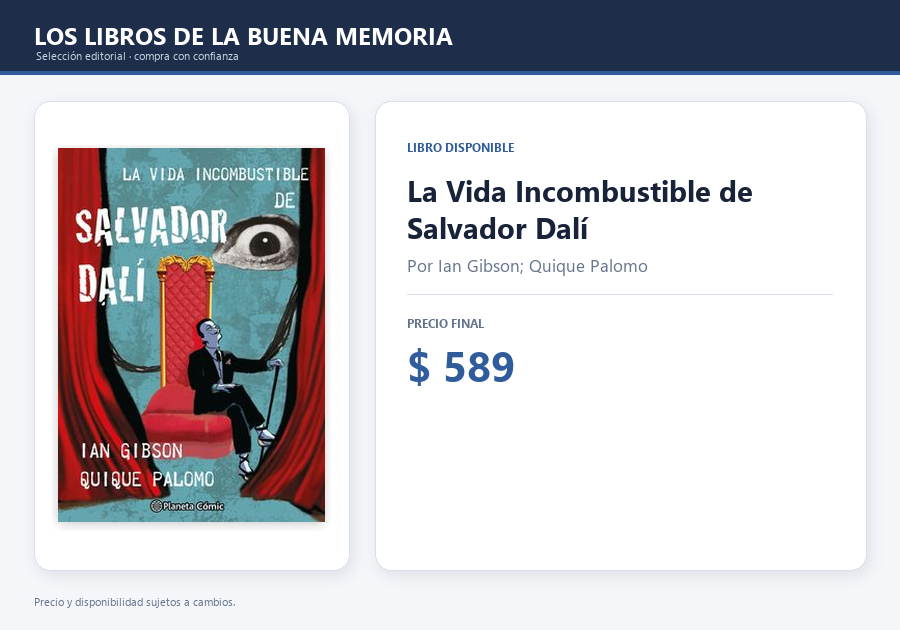 LOS LIBROS DE LA BUENA MEMORIA
Selección editorial · compra con confianza
LA VIDA INCOMBUSTIBLE
DE
SALVADOR
DALÍ
IAN GIBSON
QUIQUE PALOMO
Planeta Cómic
LIBRO DISPONIBLE
La Vida Incombustible de
Salvador Dalí
Por Ian Gibson; Quique Palomo
PRECIO FINAL
$ 589
Precio y disponibilidad sujetos a cambios.